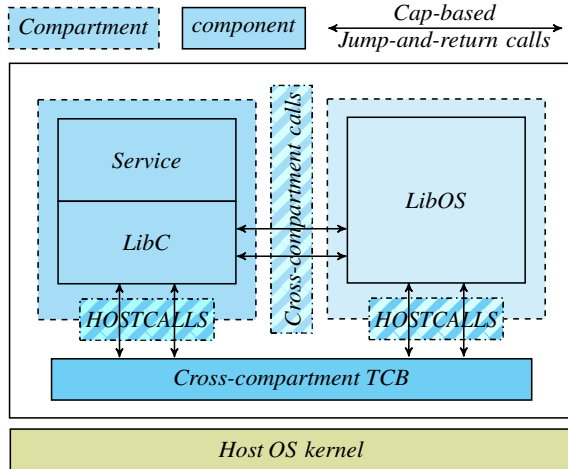 Compartment
component
Cap-based
Jump-and-return calls
Service
LibC
Cross-compartment calls
LibOS
HOSTCALLS
HOSTCALLS
Cross-compartment TCB
Host OS kernel